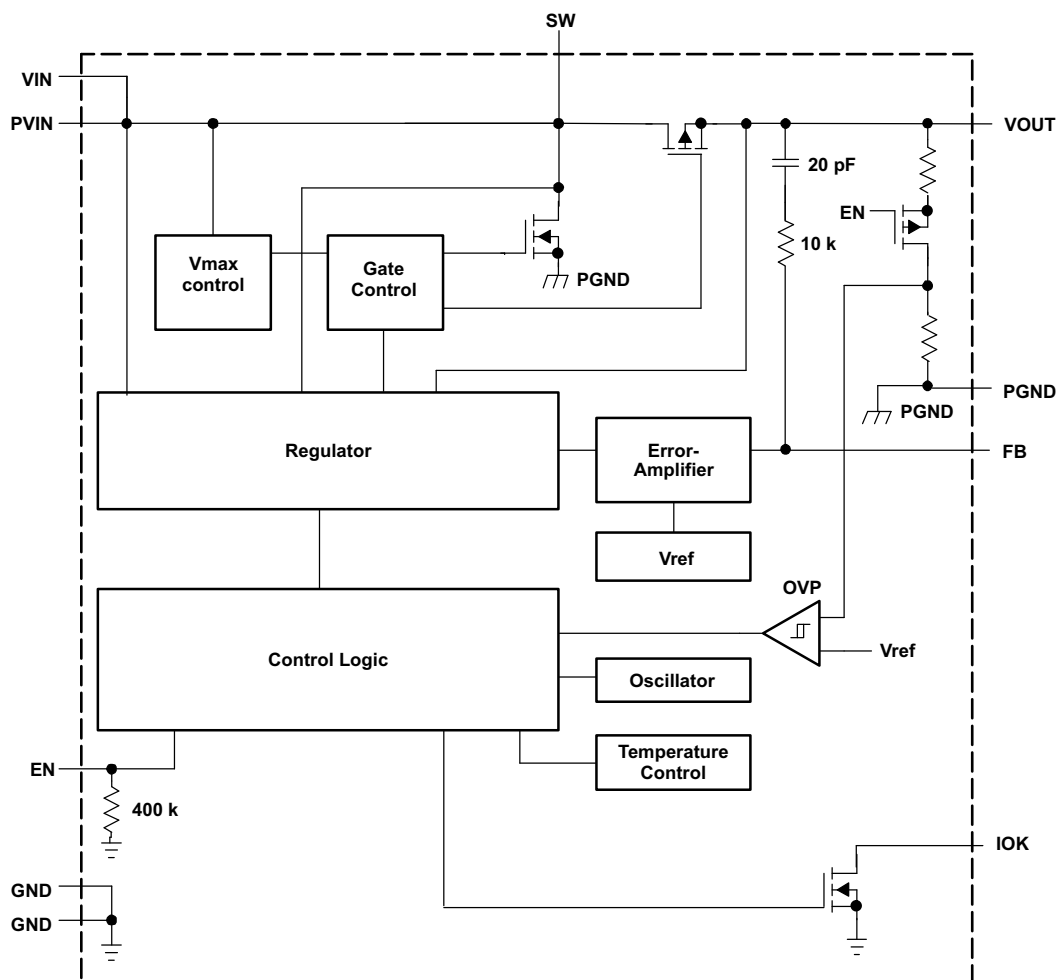 SW
VIN
PVIN
VOUT
20 pF
EN
10 k
Vmax
control
Gate
Control
PGND
PGND
PGND
Regulator
Error-
Amplifier
FB
Vref
OVP
Control Logic
Vref
Oscillator
EN
Temperature
Control
400 k
IOK
GND
GND